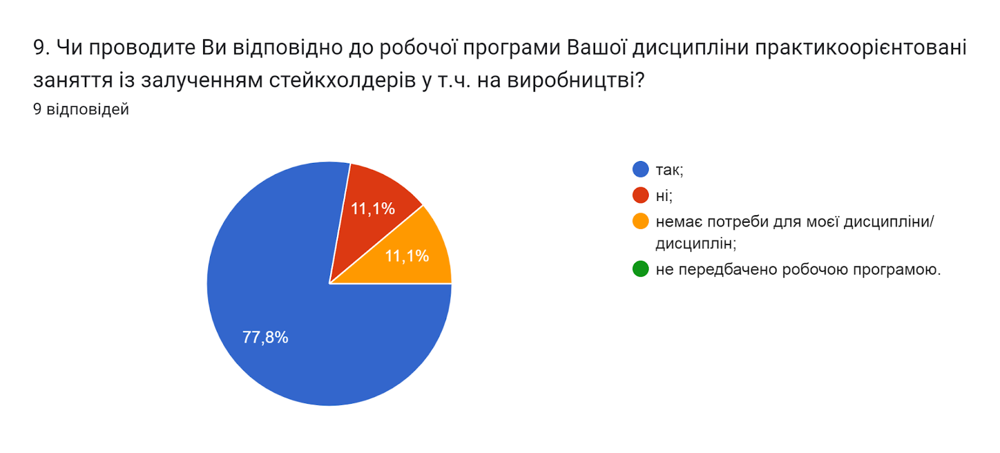 9. Чи проводите Ви відповідно до робочої програми Вашої дисципліни практикоорієнтовані
заняття із залученням стейкхолдерів у т.ч. на виробництві?
9 відповідей
так;
ні;
немає потреби для моєї дисципліни/
дисциплін;
не передбачено робочою програмою.
11,1%
11,1%
77,8%